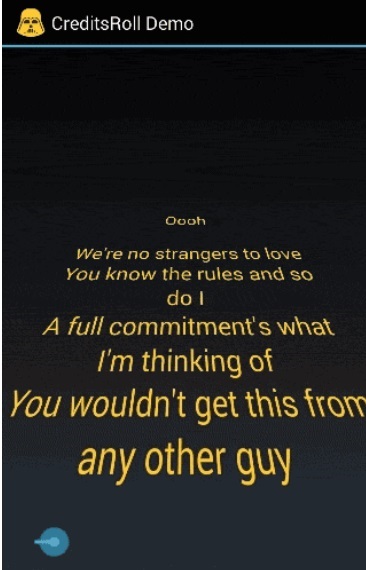 CreditsRoll Demo
Oooh
We're no strangers to love
You know the rules and so
do I
A full commitment's what
I'm thinking of
You wouldn't get this from
any other guy